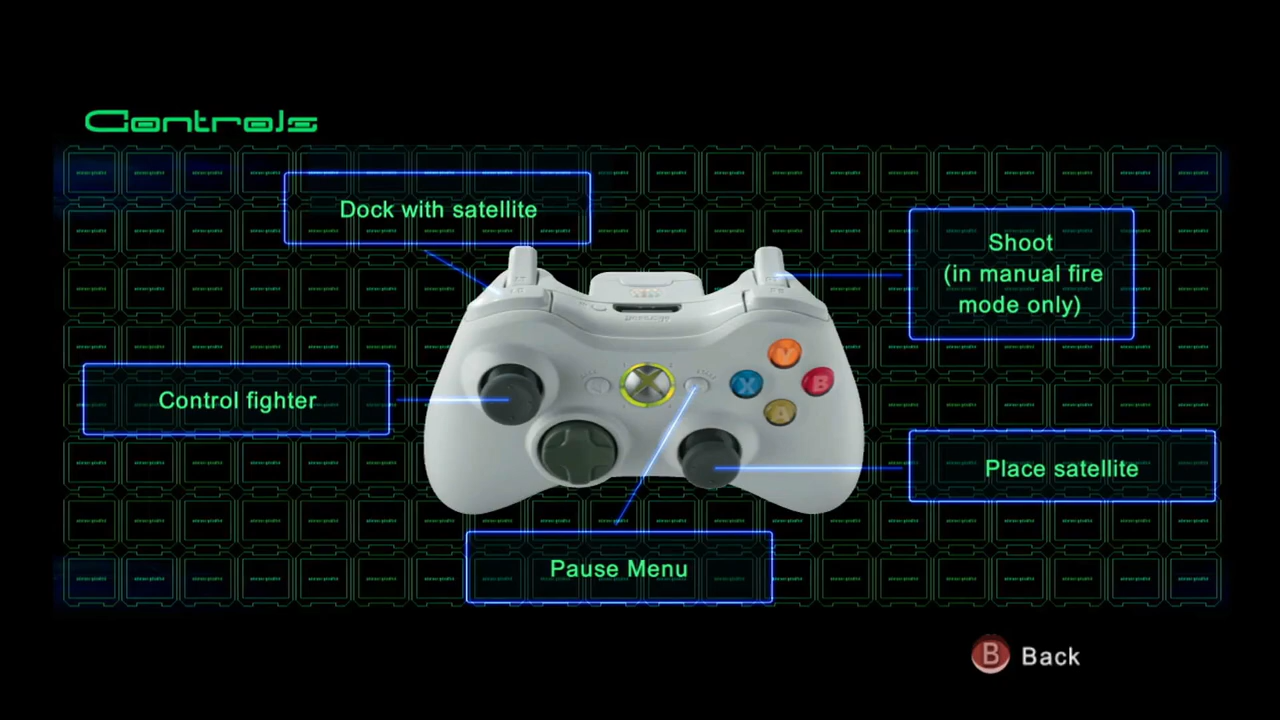 Controls
Dock with satellite
Shoot
(in manual fire
mode only)
Control fighter
Y
X
B
A
Place satellite
Pause Menu
B Back